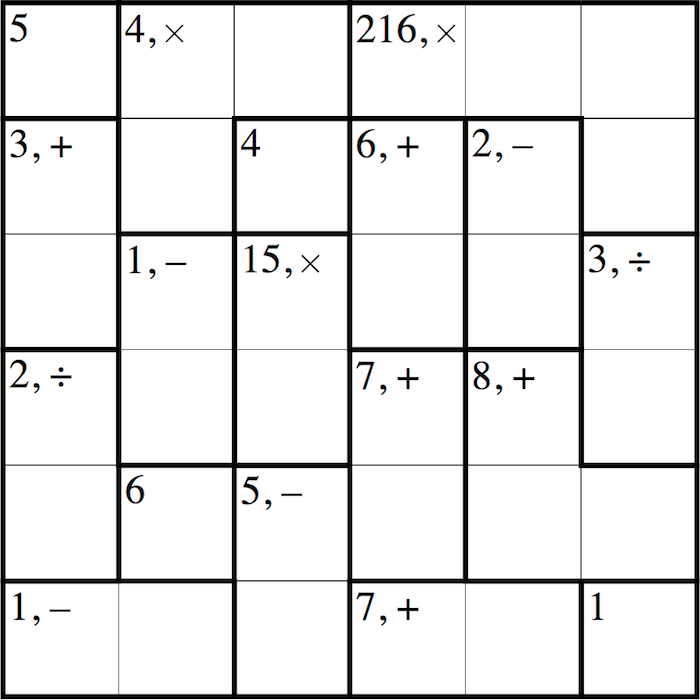 5 4, × 216, ×
3, + 4 6, + 2, –
1, – 15, × 3, ÷
2, ÷ 7, + 8, +
6 5, –
1, – 7, + 1